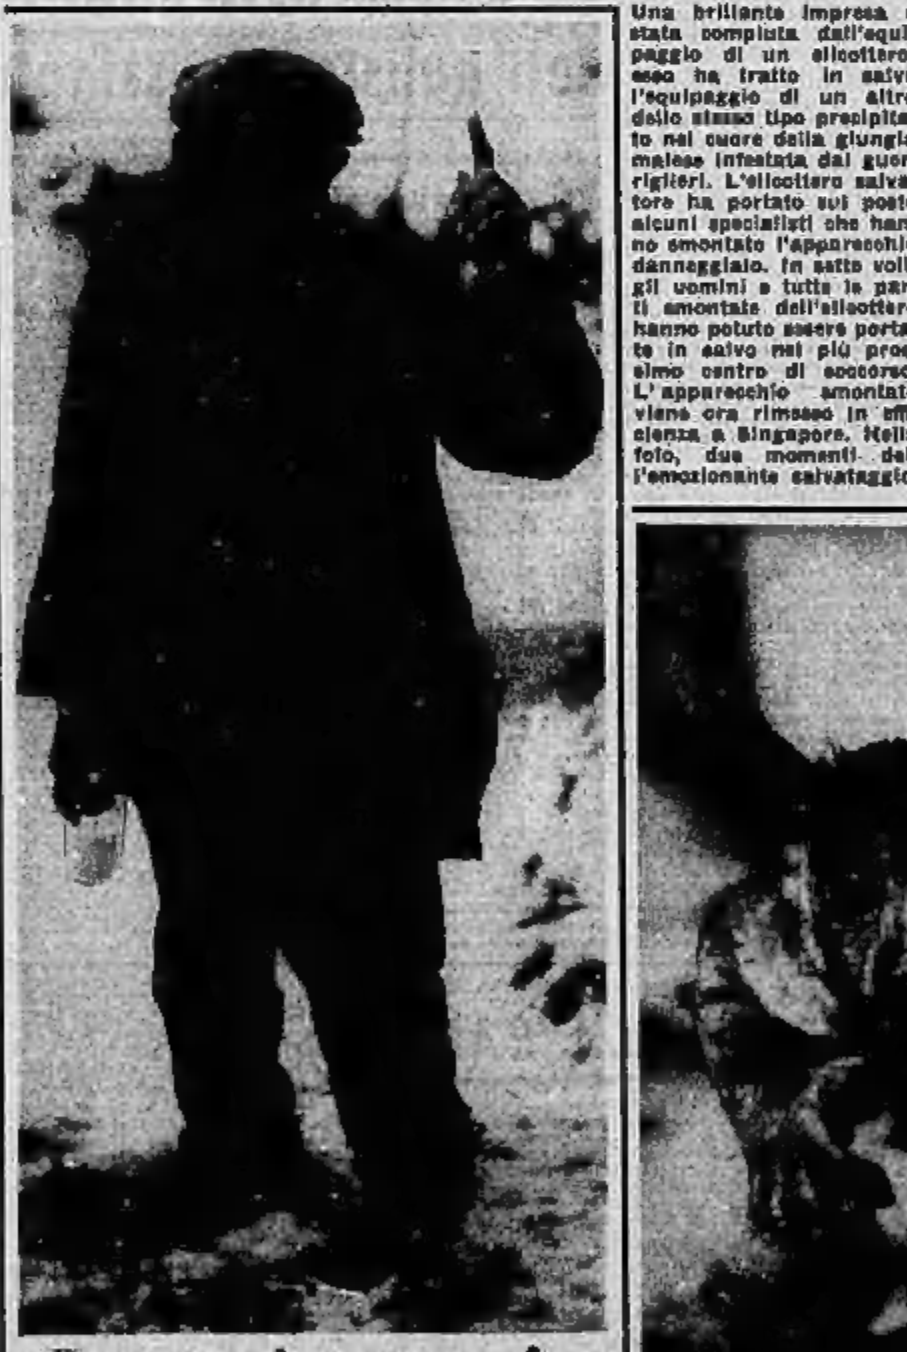 Una brillante impresa è
stata compiuta dall'equi
paggio di un elicottero:
esso ha tratto in salvo
l'equipaggio di un altro
dello stesso tipo precipita
to nel cuore della giungla
malese infestata dai guer
riglieri. L'elicottero salva
tore ha portato sul posto
alcuni specialisti che han
no smontato l'apparecchio
danneggiato. In sette voli
gli uomini e tutte le par
ti smontate dell'elicottero
hanno potuto essere porta
te in salvo nel più pros
simo centro di soccorso
L'apparecchio smontato
viene ora rimesso in effi
cienza a Singapore. Nelle
foto, due momenti del
l'emozionante salvataggio